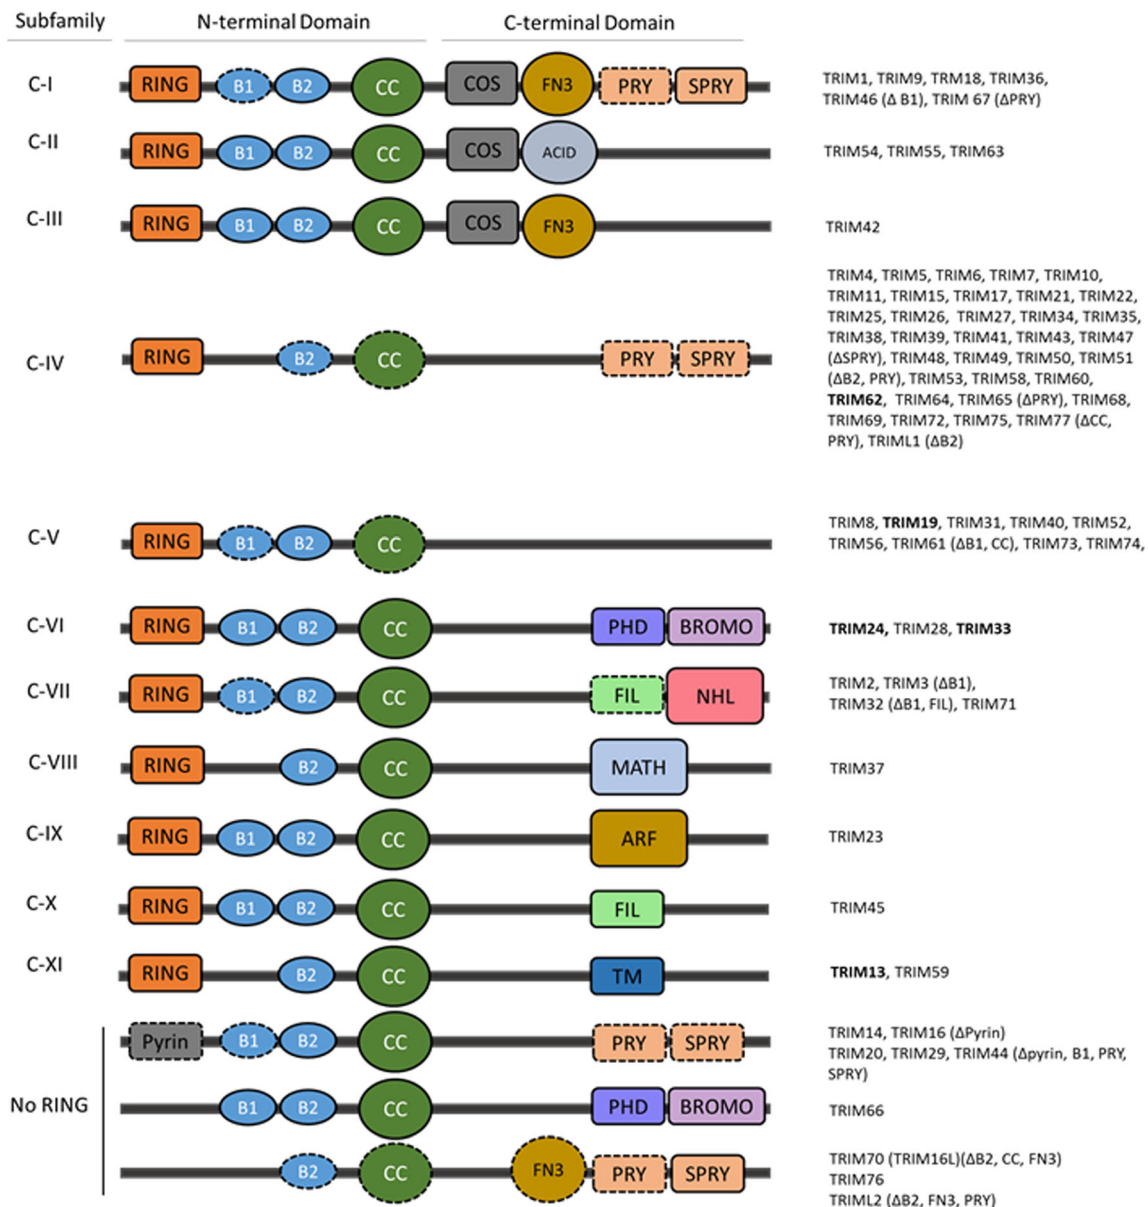 Subfamily N-terminal Domain C-terminal Domain
C-I RING B1 B2 CC COS FN3 PRY SPRY TRIM1, TRIM9, TRM18, TRIM36,
TRIM46 (Δ B1), TRIM 67 (ΔPRY)
C-II RING B1 B2 CC COS ACID TRIM54, TRIM55, TRIM63
C-III RING B1 B2 CC COS FN3 TRIM42
TRIM4, TRIM5, TRIM6, TRIM7, TRIM10,
TRIM11, TRIM15, TRIM17, TRIM21, TRIM22,
TRIM25, TRIM26, TRIM27, TRIM34, TRIM35,
TRIM38, TRIM39, TRIM41, TRIM43, TRIM47
C-IV RING B2 CC PRY SPRY (ΔSPRY), TRIM48, TRIM49, TRIM50, TRIM51
(ΔB2, PRY), TRIM53, TRIM58, TRIM60,
TRIM62, TRIM64, TRIM65 (ΔPRY), TRIM68,
TRIM69, TRIM72, TRIM75, TRIM77 (ΔCC,
PRY), TRIML1 (ΔB2)
C-V RING B1 B2 CC TRIM8, TRIM19, TRIM31, TRIM40, TRIM52,
TRIM56, TRIM61 (ΔB1, CC), TRIM73, TRIM74,
C-VI RING B1 B2 CC PHD BROMO TRIM24, TRIM28, TRIM33
C-VII RING B1 B2 CC FIL NHL TRIM2, TRIM3 (ΔB1),
TRIM32 (ΔB1, FIL), TRIM71
C-VIII RING B2 CC MATH TRIM37
C-IX RING B1 B2 CC ARF TRIM23
C-X RING B1 B2 CC FIL TRIM45
C-XI RING B2 CC TM TRIM13, TRIM59
Pyrin B1 B2 CC PRY SPRY TRIM14, TRIM16 (ΔPyrin)
TRIM20, TRIM29, TRIM44 (Δpyrin, B1, PRY,
SPRY)
No RING B1 B2 CC PHD BROMO TRIM66
B2 CC FN3 PRY SPRY TRIM70 (TRIM16L)(ΔB2, CC, FN3)
TRIM76
TRIML2 (ΔB2, FN3, PRY)